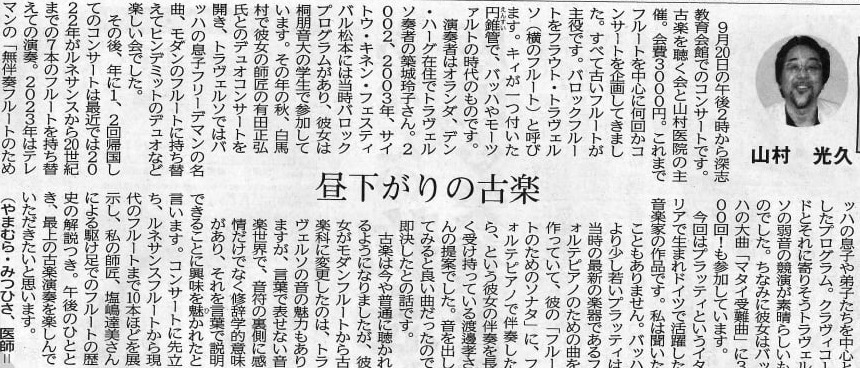 ９月20日の午後２時から深志
教育会館でのコンサートです。
古楽を聴く会と山村医院の主
催。会費３０００円。これまで
フルートを中心に何回かコ
ンサートを企画してきまし
た。すべて古いフルートが
主役です。バロックフルー
トをフラウト・トラヴェル
ソ（横のフルート）と呼び
ます。キィが一つ付いた
円錐管で、バッハやモーツ
ァルトの時代のものです。
演奏者はオランダ、デン
・ハーグ在住でトラヴェル
ソ奏者の築城玲子さん。２
００２、２００３年、サイ
トウ・キネン・フェスティ
バル松本には当時バロック
プログラムがあり、彼女は
桐朋音大の学生で参加して
います。その年の秋、白馬
村で彼女の師匠の有田正弘
氏とのデュオコンサートを
開き、トラヴェルソではバ
ッハの息子フリーデマンの名
曲、モダンのフルートに持ち替
えてヒンデミットのデュオなど
楽しい会でした。
その後、年に１、２回帰国し
てのコンサートは最近では２０
２２年がルネサンスから20世紀
までの７本のフルートを持ち替
えての演奏。２０２３年はテレ
マンの「無伴奏フルートのため
山村　光久
昼下がりの古楽
ッハの息子や弟子たちを中心と
したプログラム。クラヴィコー
ドとそれに寄りそうトラヴェル
ソの弱音の競演が素晴らしいも
のでした。ちなみに彼女はバッ
ハの大曲「マタイ受難曲」に３
００回！も参加しています。
今回はプラッティというイタ
リアで生まれドイツで活躍した
音楽家の作品です。私は聞いた
こともありません。バッハ
より少し若いプラッティは
当時の最新の楽器であるフ
ォルテピアノのための曲を
作っていて、彼の「フルー
トのためのソナタ」に、フ
ォルテピアノで伴奏した
ら、という彼女の伴奏を長
く受け持っている渡邊孝さ
んの提案でした。音を出し
てみると良い曲だったので
即決したとの話です。
古楽は今や普通に聴かれ
るようになりましたが、彼
女がモダンフルートから古
楽科に変更したのは、トラ
ヴェルソの音の魅力もあり
ますが、言葉で表せない音
楽世界で、音符の裏側に感
情だけでなく修辞学的意味
があり、それを言葉で説明
できることに興味を魅かれたと
言います。コンサートに先立
ち、ルネサンスフルートから現
代のフルートまで10本ほどを展
示し、私の師匠、塩嶋達美さん
による駆け足でのフルートの歴
史の解説つき。午後のひとと
き、最上の古楽演奏を楽しんで
いただきたいと思います。
（やまむら・みつひさ、医師＝